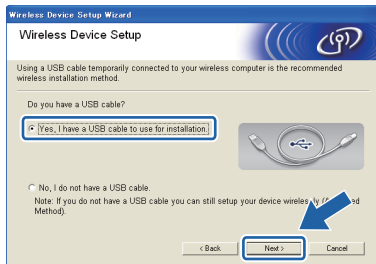 Wireless Device Setup Wizard
Wireless Device Setup
Using a USB cable temporarily connected to your wireless computer is the recommended
wireless installation method.
Do you have a USB cable?
Yes, I have a USB cable to use for installation.
No, I do not have a USB cable.
Note: If you do not have a USB cable you can still setup your device wirelessly
Method).
< Back
Next >
Cancel